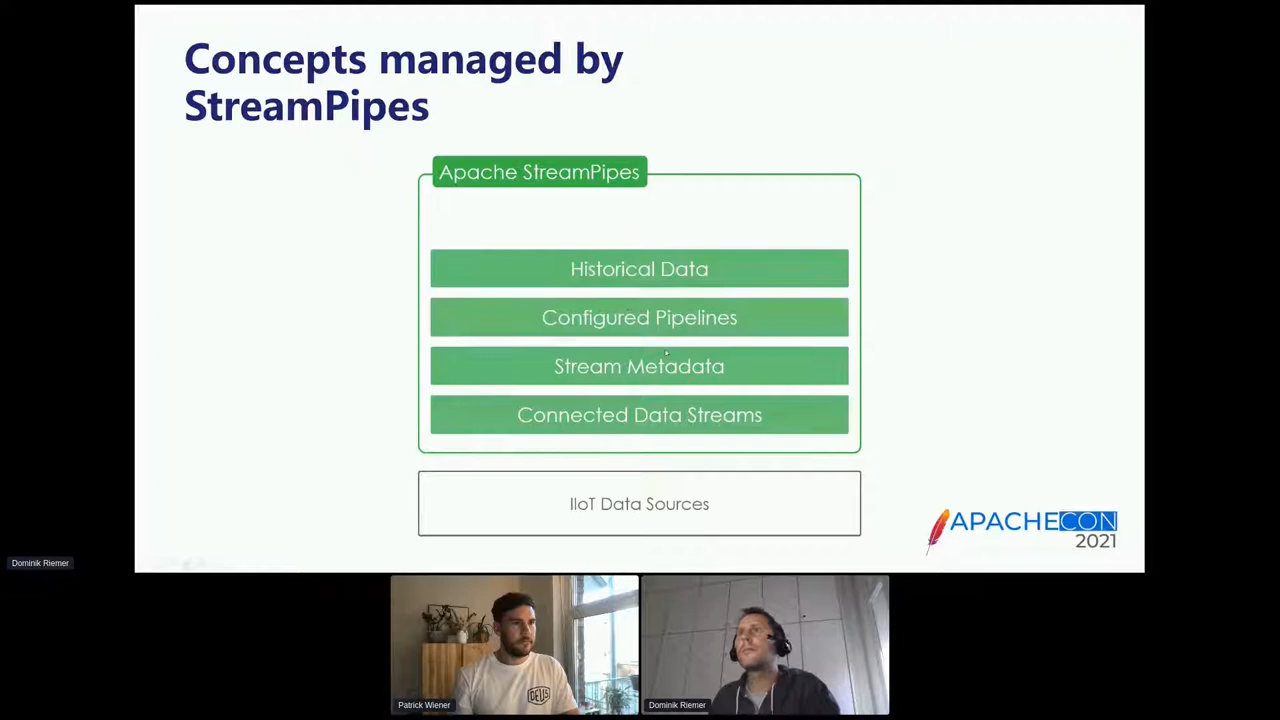 Concepts managed by
StreamPipes
Apache StreamPipes
Historical Data
Configured Pipelines
Stream Metadata
Connected Data Streams
IIoT Data Sources
APACHECON
2021
Dominik Riemer
DEUS
Patrick Wiener
Dominik Riemer